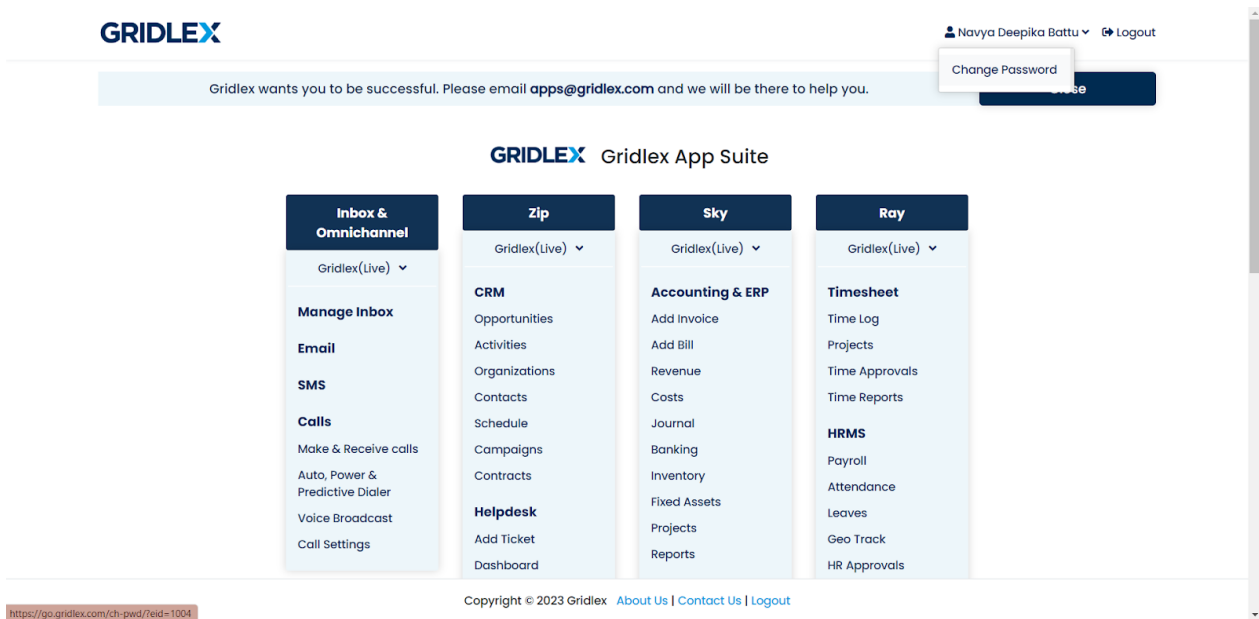 GRIDLEX
Navya Deepika Battu
Logout
Change Password
Gridlex wants you to be successful. Please email apps@gridlex.com and we will be there to help you.
GRIDLEX Gridlex App Suite
Inbox &
Omnichannel
Gridlex(Live)
Manage Inbox
Email
SMS
Calls
Make & Receive calls
Auto, Power &
Predictive Dialer
Voice Broadcast
Call Settings
Zip
Gridlex(Live)
CRM
Opportunities
Activities
Organizations
Contacts
Schedule
Campaigns
Contracts
Helpdesk
Add Ticket
Dashboard
Sky
Gridlex(Live)
Accounting & ERP
Add Invoice
Add Bill
Revenue
Costs
Journal
Banking
Inventory
Fixed Assets
Projects
Reports
Ray
Gridlex(Live)
Timesheet
Time Log
Projects
Time Approvals
Time Reports
HRMS
Payroll
Attendance
Leaves
Geo Track
HR Approvals
Copyright © 2023 Gridlex About Us | Contact Us | Logout
https://go.gridlex.com/ch-pwd/?eid=1004